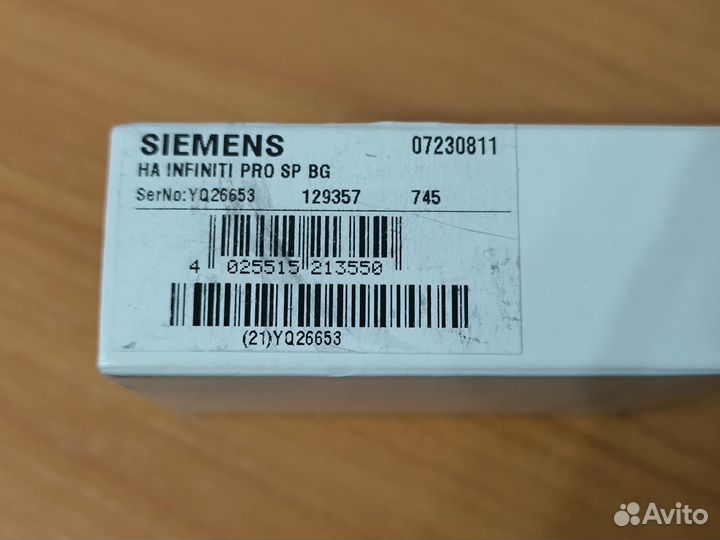 SIEMENS 07230811
HA INFINITI PRO SP BG
SerNo:YQ26653 129357 745
4 025515 213550
(21)YQ26653
Avito